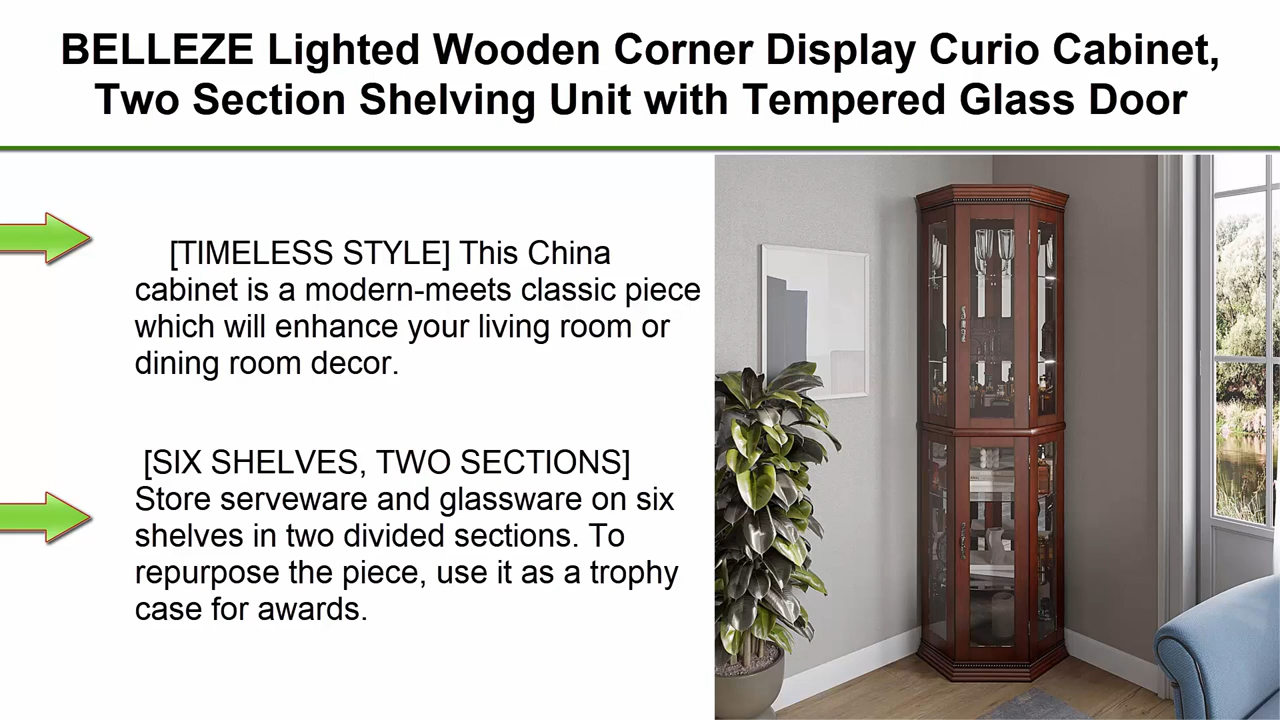 BELLEZE Lighted Wooden Corner Display Curio Cabinet,
Two Section Shelving Unit with Tempered Glass Door
[TIMELESS STYLE] This China
cabinet is a modern-meets classic piece
which will enhance your living room or
dining room decor.
[SIX SHELVES, TWO SECTIONS]
Store serveware and glassware on six
shelves in two divided sections. To
repurpose the piece, use it as a trophy
case for awards.